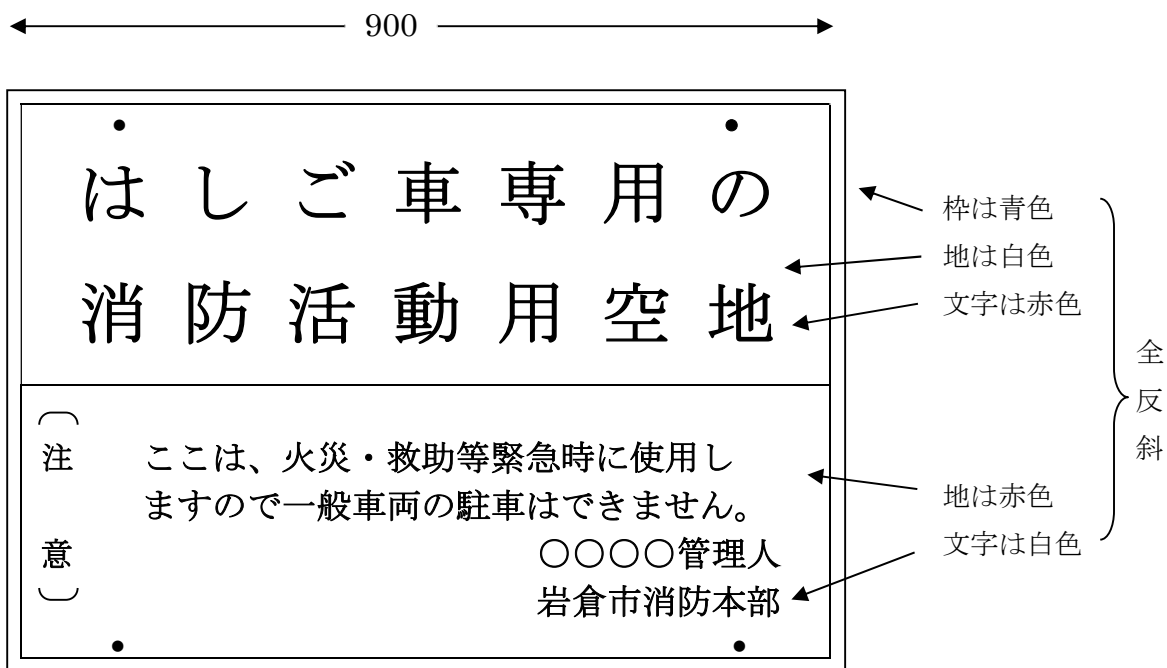 900
はしご車専用の
消防活動用空地
枠は青色
地は白色
文字は赤色
全反斜
︵注意︶
ここは、火災・救助等緊急時に使用し
ますので一般車両の駐車はできません。
〇〇〇〇管理人
岩倉市消防本部
地は赤色
文字は白色